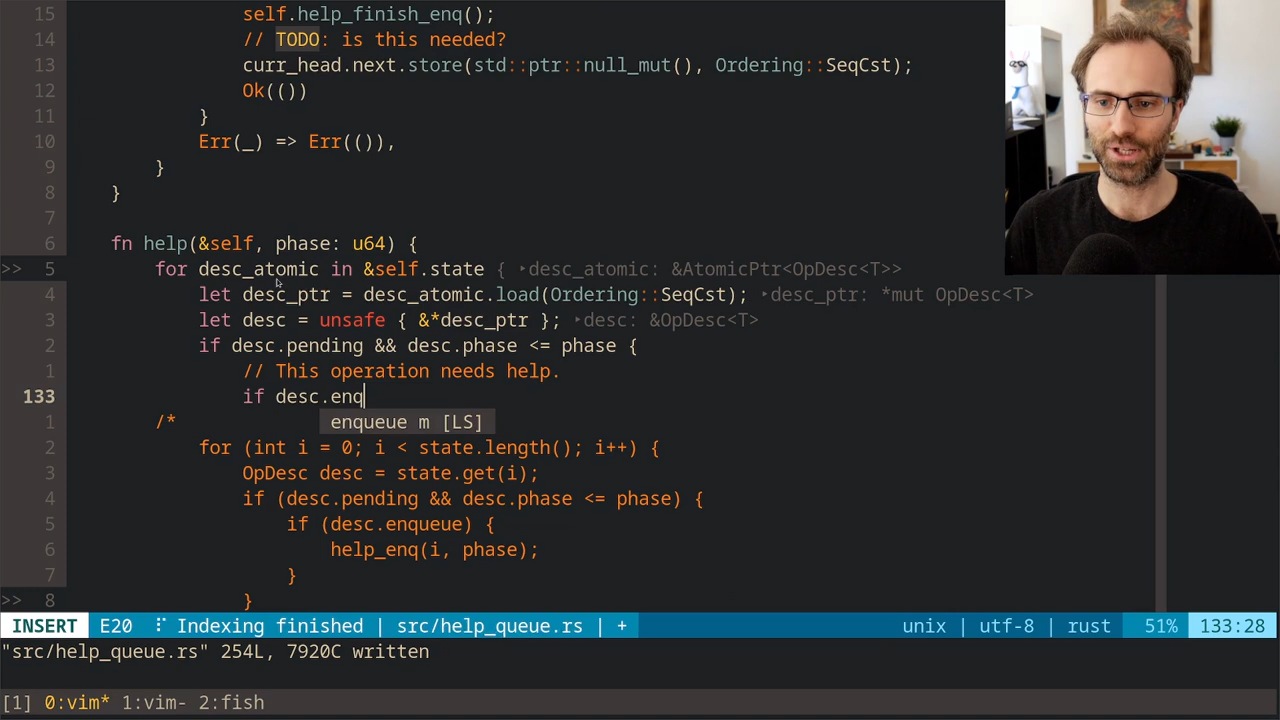 15 self.help_finish_enq();
14 // TODO: is this needed?
13 curr_head.next.store(std::ptr::null_mut(), Ordering::SeqCst);
12 Ok(())
11 }
10 Err(_) => Err(()),
9 }
8 }
7
6 fn help(&self, phase: u64) {
>> 5 for desc_atomic in &self.state { ‣desc_atomic: &AtomicPtr<OpDesc<T>>
4 let desc_ptr = desc_atomic.load(Ordering::SeqCst); ‣desc_ptr: *mut OpDesc<T>
3 let desc = unsafe { &*desc_ptr }; ‣desc: &OpDesc<T>
2 if desc.pending && desc.phase <= phase {
1 // This operation needs help.
133 if desc.enq
1 /* enqueue m [LS]
2 for (int i = 0; i < state.length(); i++) {
3 OpDesc desc = state.get(i);
4 if (desc.pending && desc.phase <= phase) {
5 if (desc.enqueue) {
6 help_enq(i, phase);
7 }
>> 8 }
INSERT E20 ⠏ Indexing finished | src/help_queue.rs | + unix | utf-8 | rust 51% 133:28
"src/help_queue.rs" 254L, 7920C written
[1] 0:vim* 1:vim- 2:fish